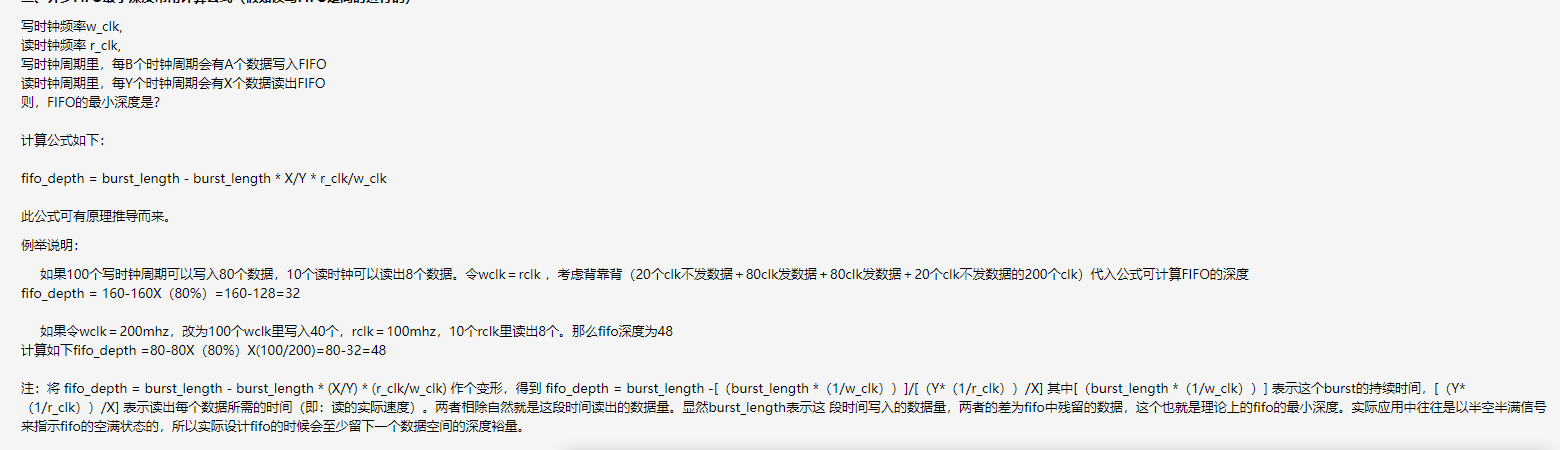 写时钟频率w_clk,
读时钟频率 r_clk,
写时钟周期里，每B个时钟周期会有A个数据写入FIFO
读时钟周期里，每Y个时钟周期会有X个数据读出FIFO
则，FIFO的最小深度是？
计算公式如下：
fifo_depth = burst_length - burst_length * X/Y * r_clk/w_clk
此公式可有原理推导而来。
例举说明：
如果100个写时钟周期可以写入80个数据，10个读时钟可以读出8个数据。令wclk＝rclk ，考虑背靠背（20个clk不发数据＋80clk发数据＋80clk发数据＋20个clk不发数据的200个clk）代入公式可计算FIFO的深度
fifo_depth = 160-160X（80%）=160-128=32
如果令wclk＝200mhz，改为100个wclk里写入40个，rclk＝100mhz，10个rclk里读出8个。那么fifo深度为48
计算如下fifo_depth =80-80X（80%）X(100/200)=80-32=48
注：将 fifo_depth = burst_length - burst_length * (X/Y) * (r_clk/w_clk) 作个变形，得到 fifo_depth = burst_length -[（burst_length *（1/w_clk））]/[（Y*（1/r_clk））/X] 其中[（burst_length *（1/w_clk））] 表示这个burst的持续时间，[（Y*
（1/r_clk））/X] 表示读出每个数据所需的时间（即：读的实际速度）。两者相除自然就是这段时间读出的数据量。显然burst_length表示这 段时间写入的数据量，两者的差为fifo中残留的数据，这个也就是理论上的fifo的最小深度。实际应用中往往是以半空半满信号
来指示fifo的空满状态的，所以实际设计fifo的时候会至少留下一个数据空间的深度裕量。